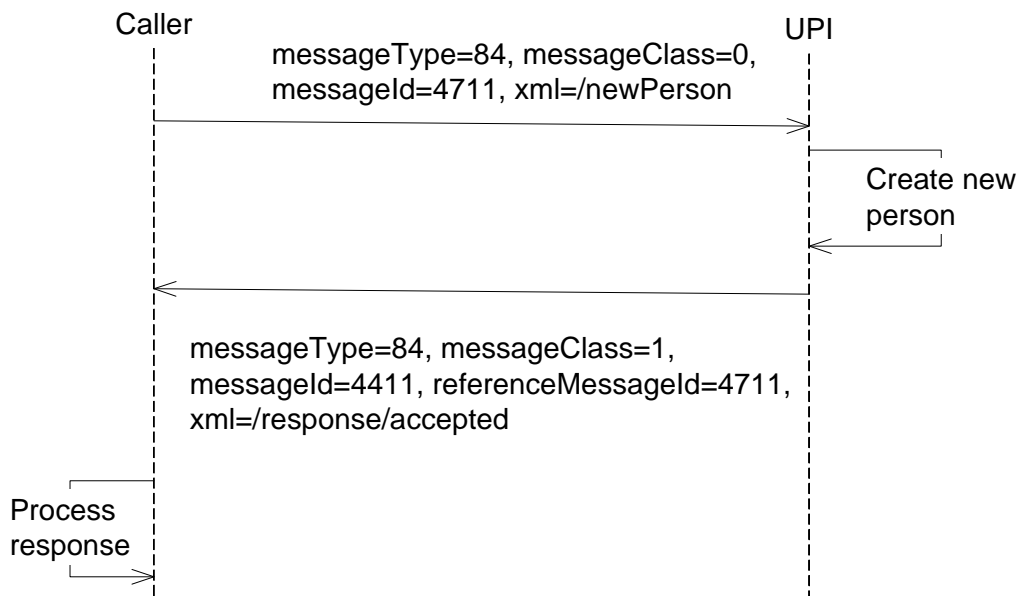 Caller
UPI
messageType=84, messageClass=0,
messageId=4711, xml=/newPerson
Create new
person
messageType=84, messageClass=1,
messageId=4411, referenceMessageId=4711,
xml=/response/accepted
Process
response